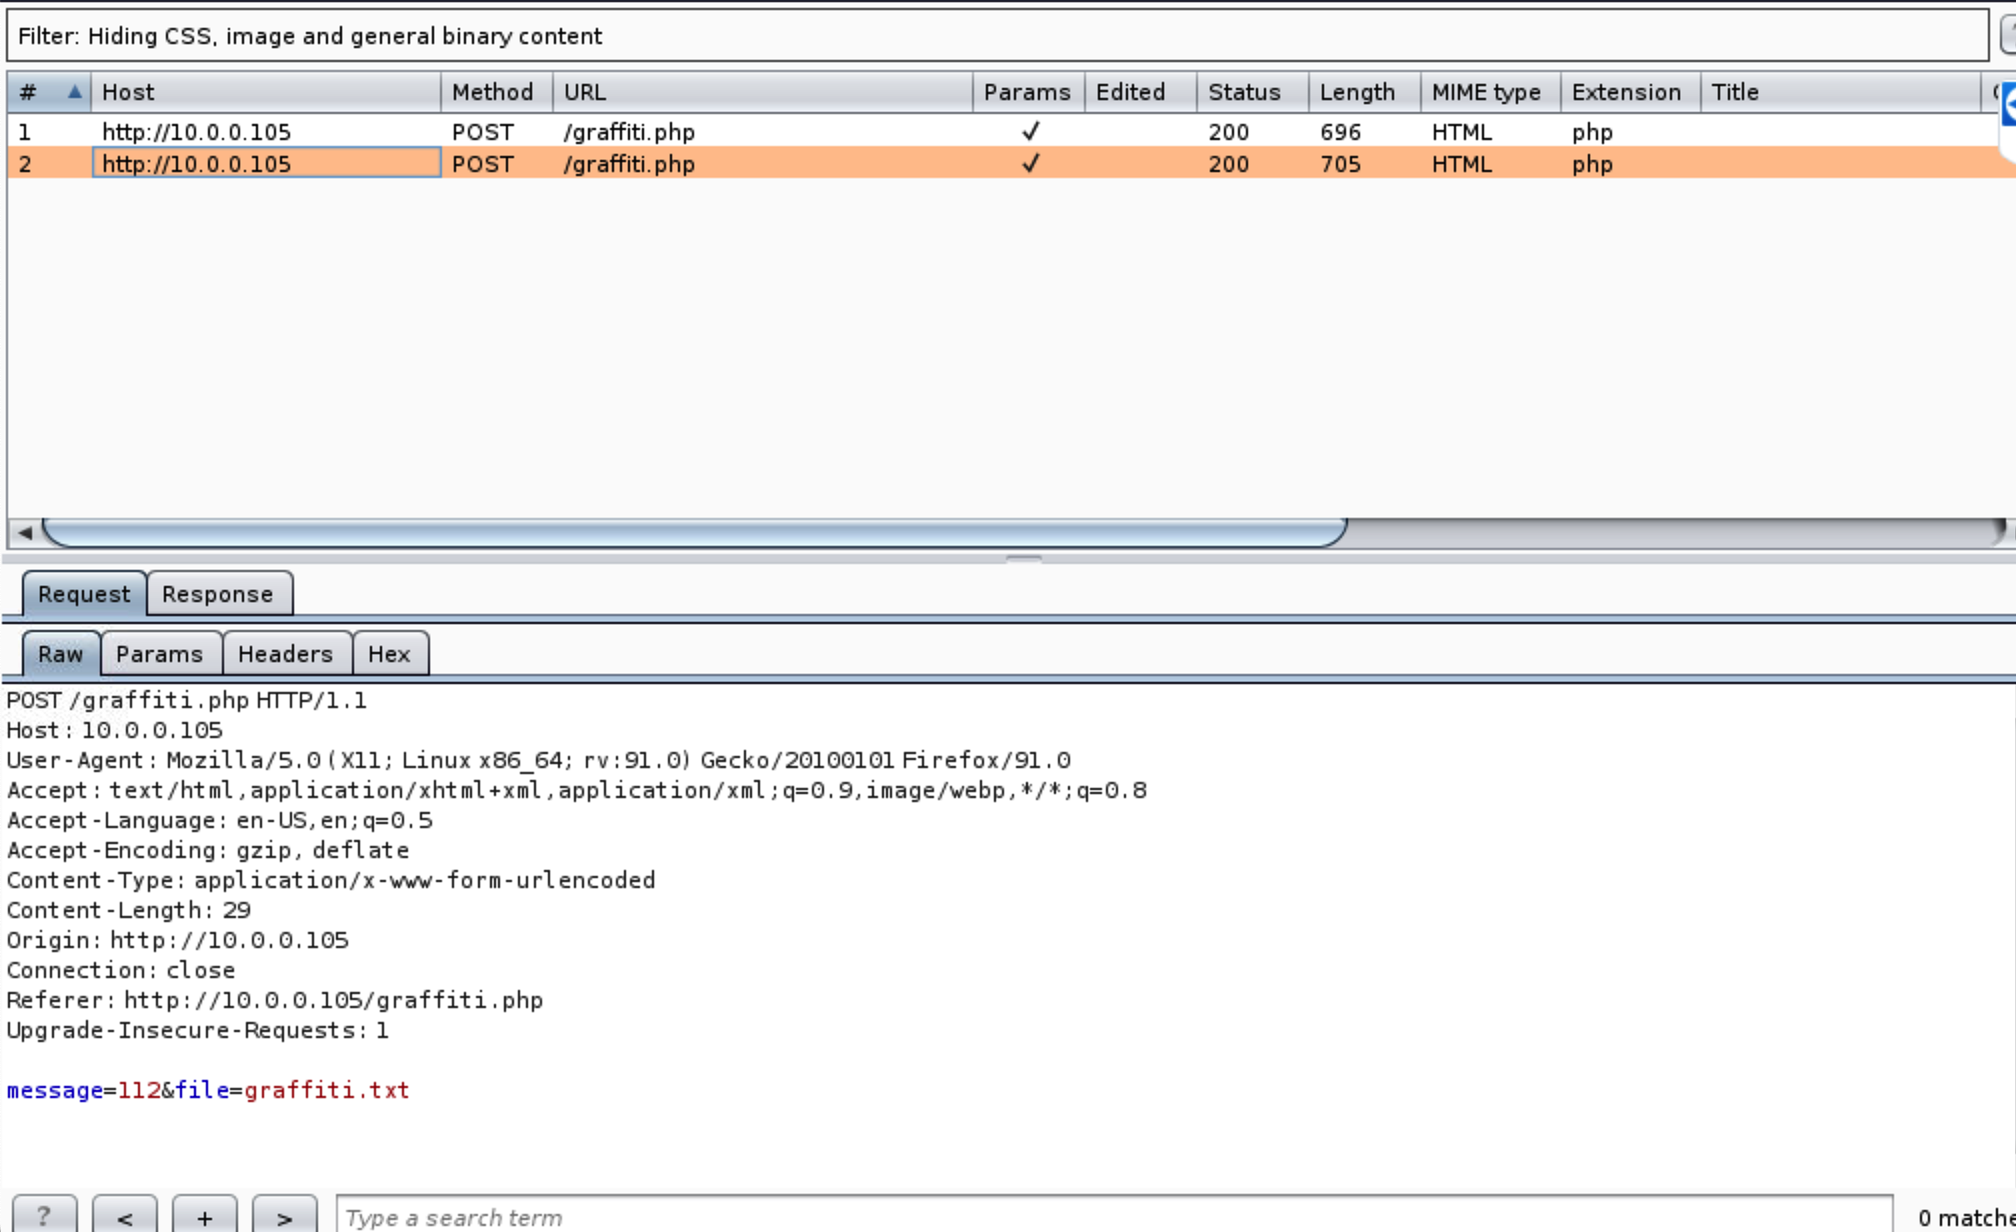 Filter: Hiding CSS, image and general binary content
# Host Method URL Params Edited Status Length MIME type Extension Title
1 http://10.0.0.105 POST /graffiti.php ✓ 200 696 HTML php
2 http://10.0.0.105 POST /graffiti.php ✓ 200 705 HTML php
Request Response
Raw Params Headers Hex
POST /graffiti.php HTTP/1.1
Host: 10.0.0.105
User-Agent: Mozilla/5.0 (X11; Linux x86_64; rv:91.0) Gecko/20100101 Firefox/91.0
Accept: text/html,application/xhtml+xml,application/xml;q=0.9,image/webp,*/*;q=0.8
Accept-Language: en-US,en;q=0.5
Accept-Encoding: gzip, deflate
Content-Type: application/x-www-form-urlencoded
Content-Length: 29
Origin: http://10.0.0.105
Connection: close
Referer: http://10.0.0.105/graffiti.php
Upgrade-Insecure-Requests: 1
message=112&file=graffiti.txt
? < + > Type a search term 0 matche